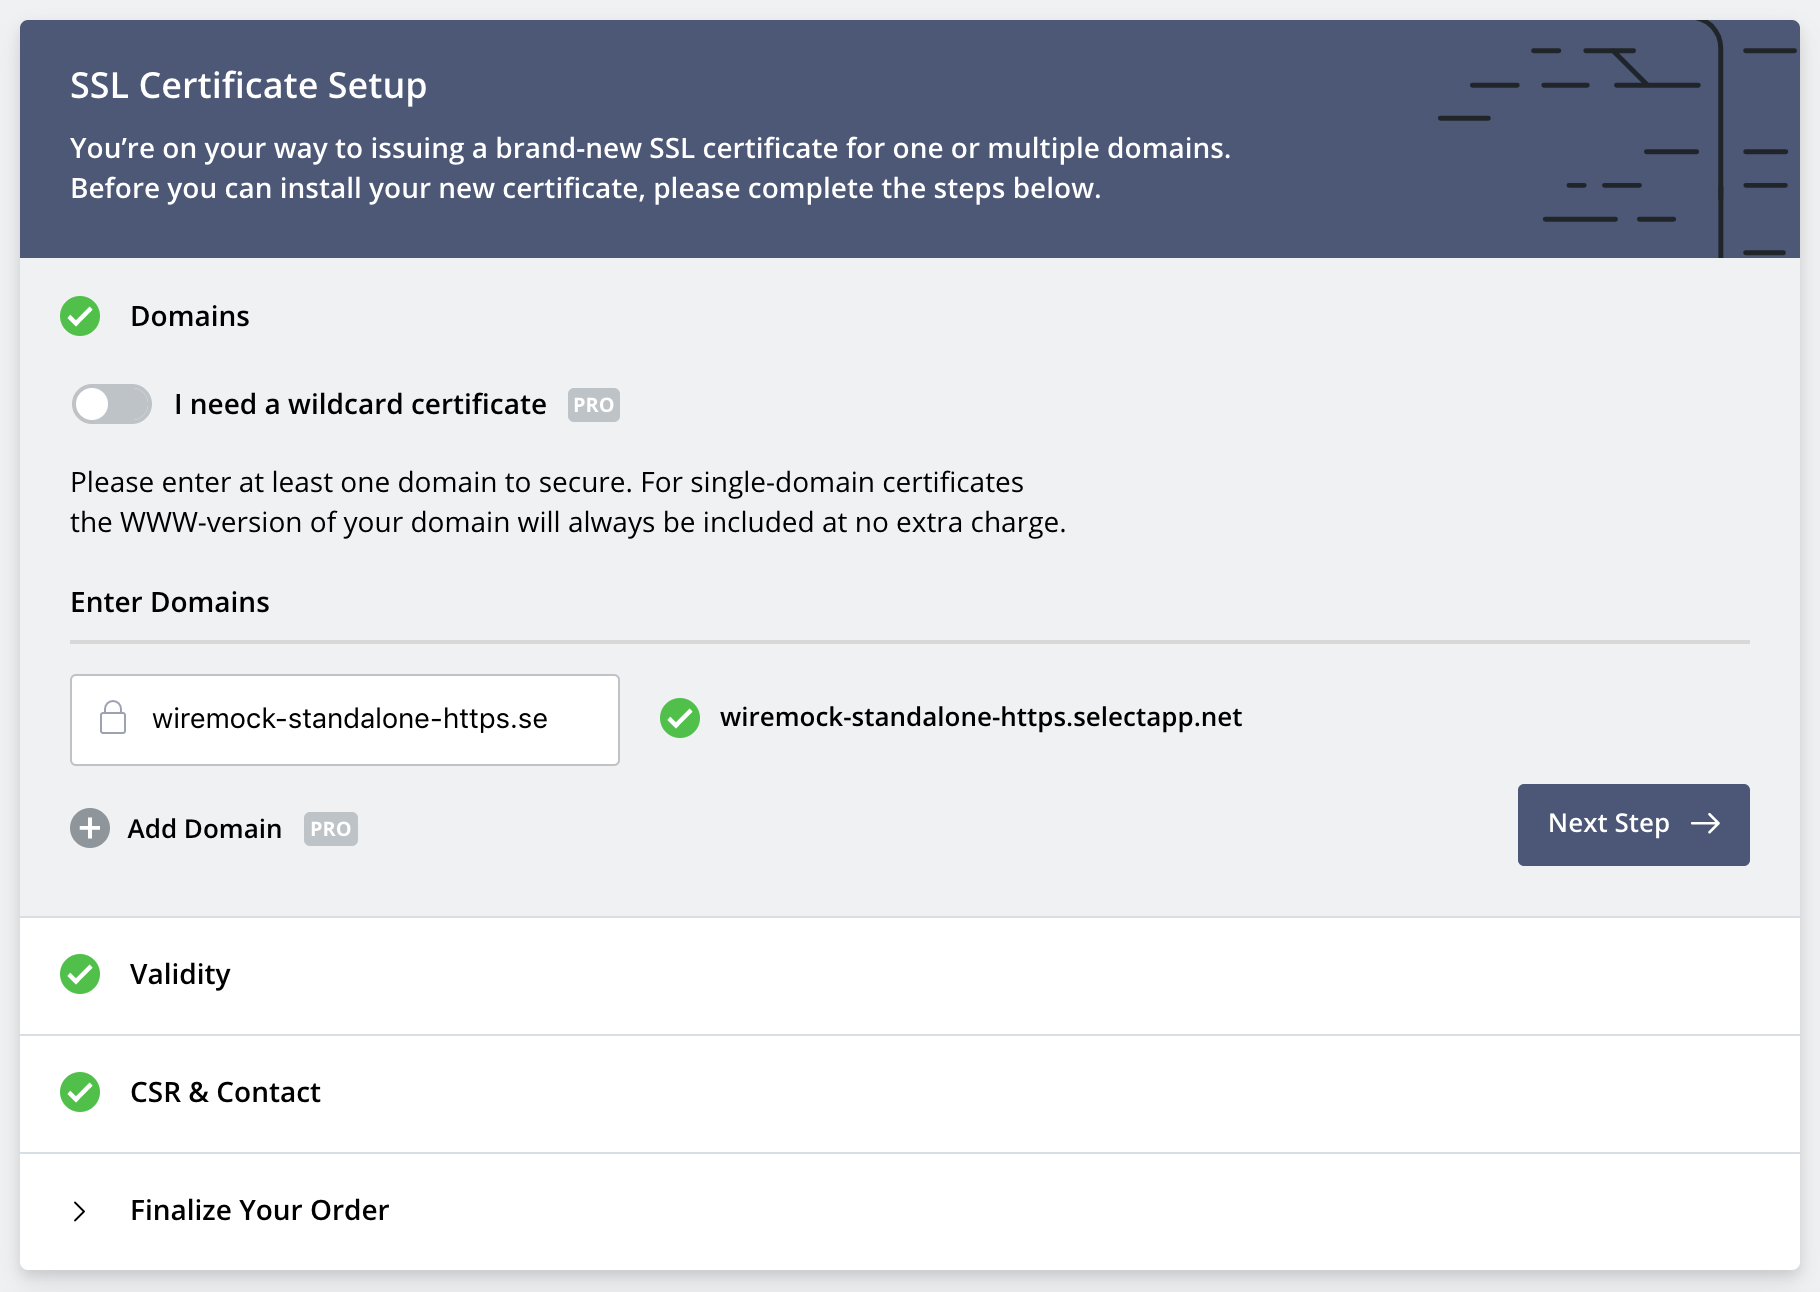 SSL Certificate Setup
You’re on your way to issuing a brand-new SSL certificate for one or multiple domains.
Before you can install your new certificate, please complete the steps below.
Domains
I need a wildcard certificate PRO
Please enter at least one domain to secure. For single-domain certificates
the WWW-version of your domain will always be included at no extra charge.
Enter Domains
wiremock-standalone-https.se wiremock-standalone-https.selectapp.net
Add Domain PRO
Next Step
Validity
CSR & Contact
Finalize Your Order